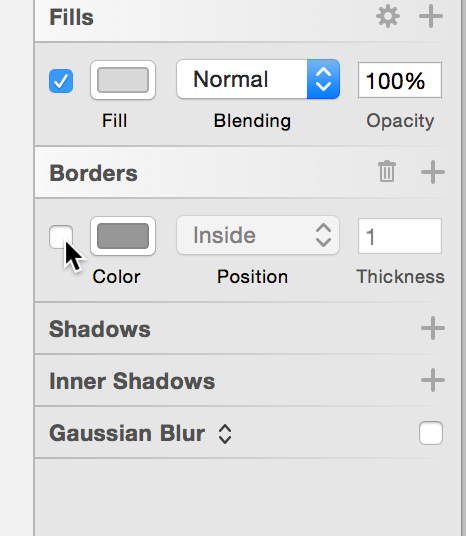 Fills
Normal 100%
Fill Blending Opacity
Borders
Inside 1
Color Position Thickness
Shadows
Inner Shadows
Gaussian Blur